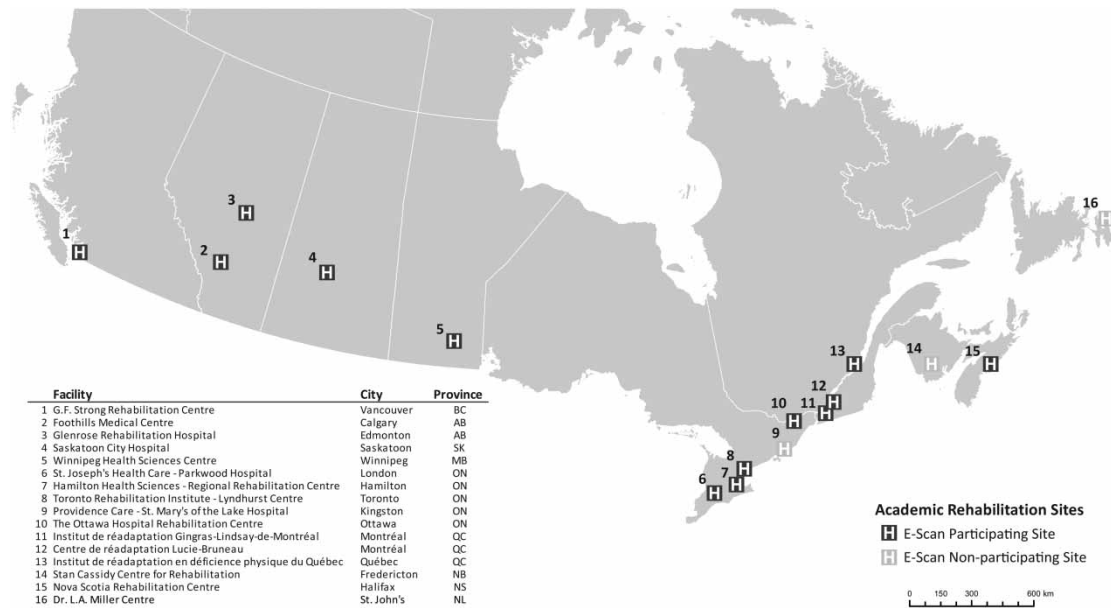 16
3
1
2
4
5
13
14
15
12
10
11
9
8
7
6
Facility City Province
1 G.F. Strong Rehabilitation Centre Vancouver BC
2 Foothills Medical Centre Calgary AB
3 Glenrose Rehabilitation Hospital Edmonton AB
4 Saskatoon City Hospital Saskatoon SK
5 Winnipeg Health Sciences Centre Winnipeg MB
6 St. Joseph's Health Care - Parkwood Hospital London ON
7 Hamilton Health Sciences - Regional Rehabilitation Centre Hamilton ON
8 Toronto Rehabilitation Institute - Lyndhurst Centre Toronto ON
9 Providence Care - St. Mary's of the Lake Hospital Kingston ON
10 The Ottawa Hospital Rehabilitation Centre Ottawa ON
11 Institut de réadaptation Gingras-Lindsay-de-Montréal Montréal QC
12 Centre de réadaptation Lucie-Bruneau Montréal QC
13 Institut de réadaptation en déficience physique du Québec Québec QC
14 Stan Cassidy Centre for Rehabilitation Fredericton NB
15 Nova Scotia Rehabilitation Centre Halifax NS
16 Dr. L.A. Miller Centre St. John's NL
Academic Rehabilitation Sites
H E-Scan Participating Site
H E-Scan Non-participating Site
0 150 300 600 km